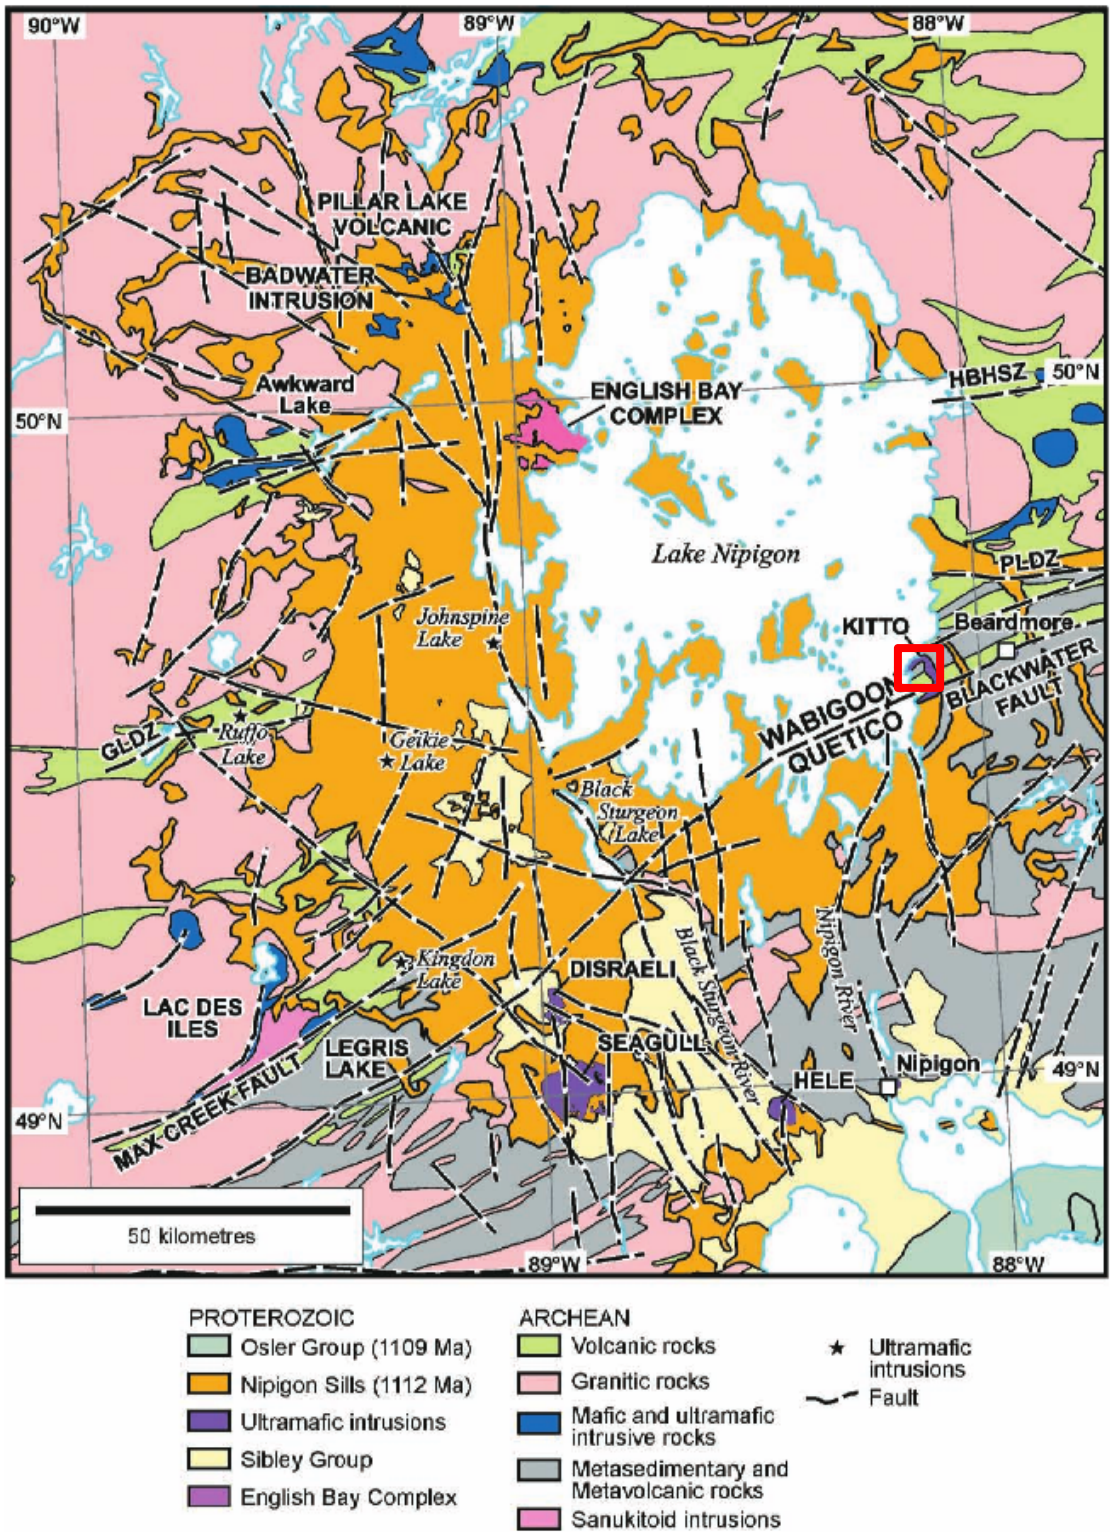 90°W
89°W
88°W
PILLAR LAKE
VOLCANIC
BADWATER
INTRUSION
Awkward
Lake
ENGLISH BAY
COMPLEX
HBHSZ
50°N
50°N
Lake Nipigon
PLDZ
Johnspine
Lake
KITTO
Beardmore
BLACKWATER
FAULT
WABIGOON
QUETICO
GLDZ
Ruffo
Lake
Geikie
Lake
Black
Sturgeon
Lake
Kingdon
Lake
DISRAELI
Black Sturgeon River
Nipigon River
LAC DES
ILES
LEGRIS
LAKE
SEAGULL
HELE
Nipigon
49°N
49°N
MAX CREEK FAULT
50 kilometres
89°W
88°W
PROTEROZOIC
Osler Group (1109 Ma)
Nipigon Sills (1112 Ma)
Ultramafic intrusions
Sibley Group
English Bay Complex
ARCHEAN
Volcanic rocks
Granitic rocks
Mafic and ultramafic
intrusive rocks
Metasedimentary and
Metavolcanic rocks
Sanukitoid intrusions
Ultramafic
intrusions
Fault